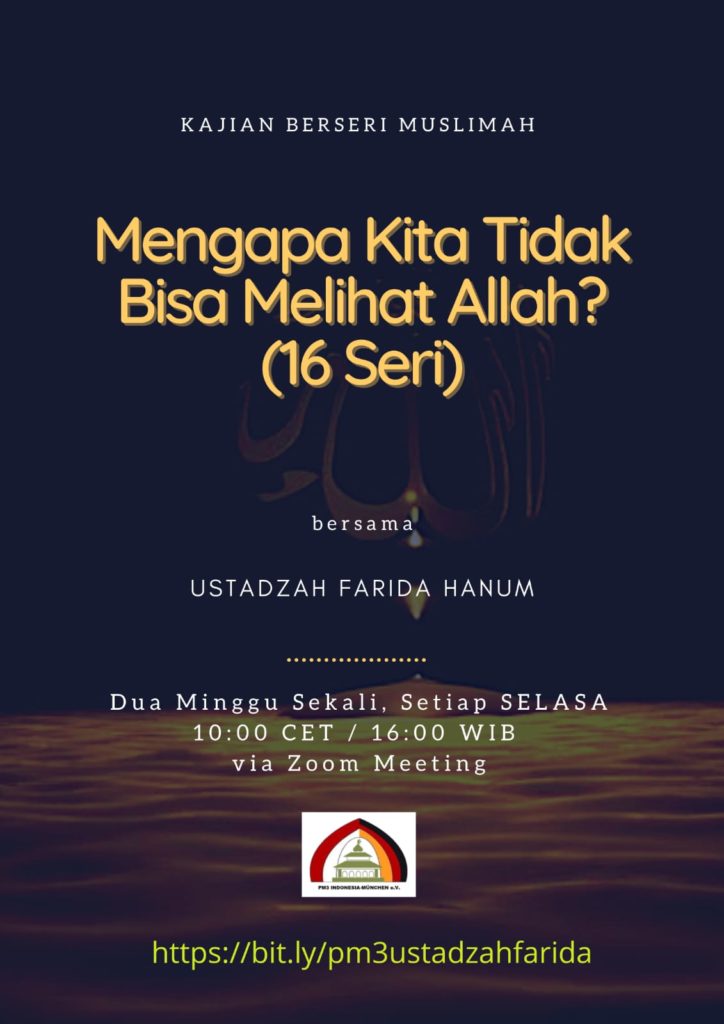 KAJIAN BERSERI MUSLIMAH
Mengapa Kita Tidak
Bisa Melihat Allah?
(16 Seri)
الله
bersama
USTADZAH FARIDA HANUM
Dua Minggu Sekali, Setiap SELASA
10:00 CET / 16:00 WIB
via Zoom Meeting
PM3 INDONESIA-MÜNCHEN e.V.
https://bit.ly/pm3ustadzahfarida